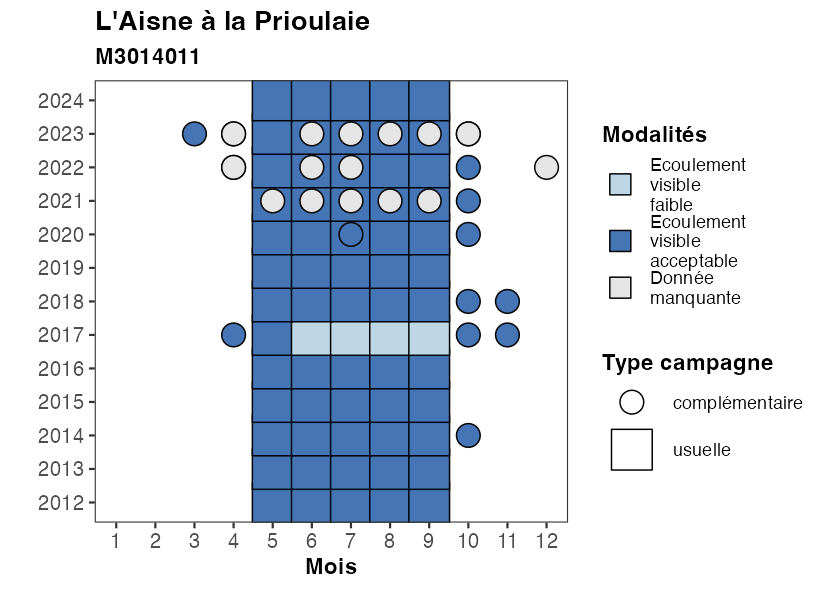 L'Aisne à la Prioulaie
M3014011
2024
2023
2022
2021
2020
2019
2018
2017
2016
2015
2014
2013
2012
1 2 3 4 5 6 7 8 9 10 11 12
Mois
Modalités
Ecoulement
visible
faible
Ecoulement
visible
acceptable
Donnée
manquante
Type campagne
complémentaire
usuelle